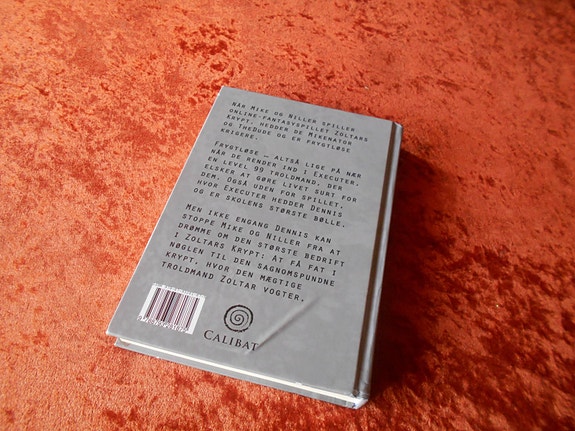 Når Mike og Niller spiller
online-fantasyspillet Zoltars
Krypt, hedder de Mikenator
og TheDude og er frygtløse
krigere.
Frygtløse – altså lige på nær
når de render ind i Executer,
en level 99 troldmand, der
elsker at gøre livet surt for
dem. Også uden for spillet,
hvor Executer hedder Dennis
og er skolens største bølle.
Men ikke engang Dennis kan
stoppe Mike og Niller fra at
drømme om den største bedrift
i Zoltars Krypt: At få fat i
nøglen til den sagnomspundne
krypt, hvor den mægtige
troldmand Zoltar vogter.
Calibat